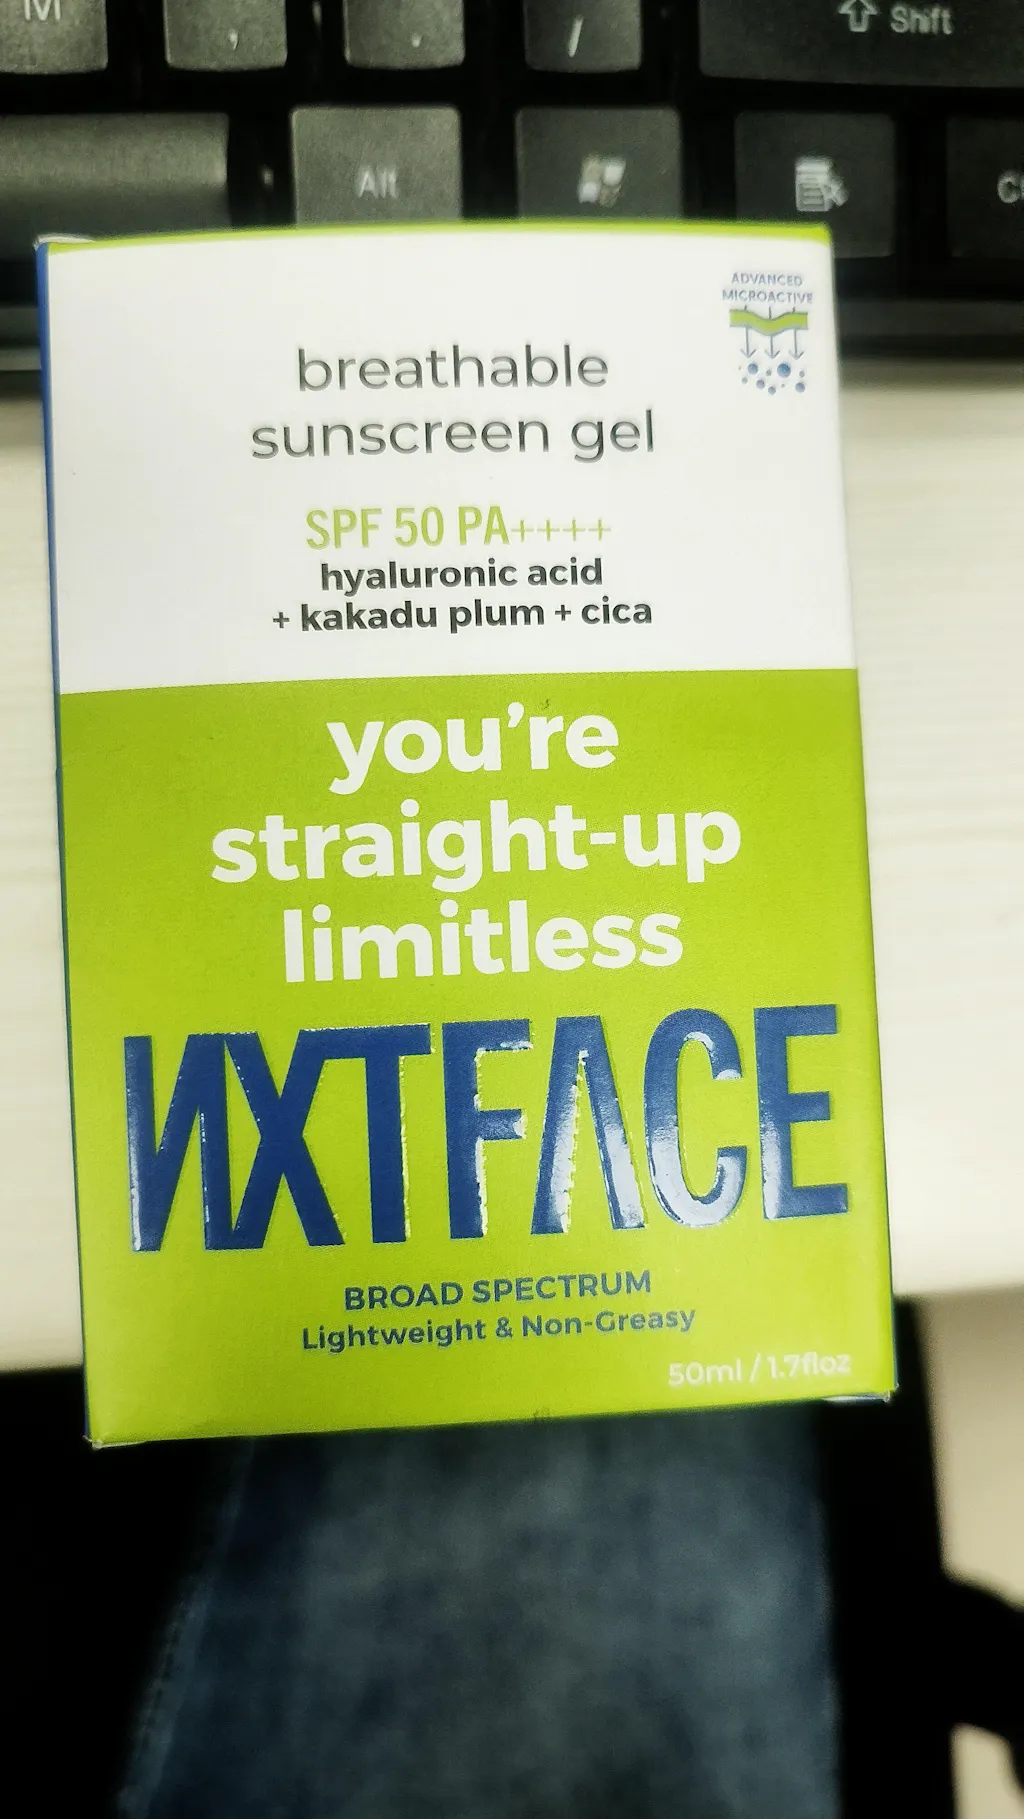 M
,
.
/
Shift
Alt
ADVANCED
MICROACTIVE
breathable
sunscreen gel
SPF 50 PA++++
hyaluronic acid
+ kakadu plum + cica
you're
straight-up
limitless
NXTFACE
BROAD SPECTRUM
Lightweight & Non-Greasy
50ml / 1.7floz